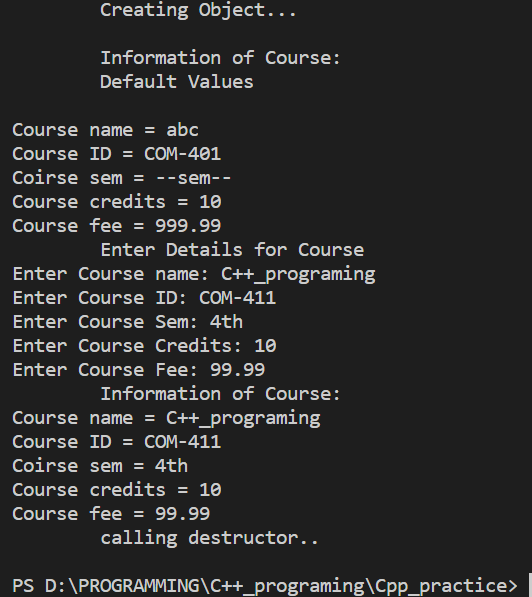 Creating Object...
Information of Course:
Default Values
Course name = abc
Course ID = COM-401
Coirse sem = --sem--
Course credits = 10
Course fee = 999.99
Enter Details for Course
Enter Course name: C++_programing
Enter Course ID: COM-411
Enter Course Sem: 4th
Enter Course Credits: 10
Enter Course Fee: 99.99
Information of Course:
Course name = C++_programing
Course ID = COM-411
Coirse sem = 4th
Course credits = 10
Course fee = 99.99
calling destructor..
PS D:\PROGRAMMING\C++_programing\Cpp_practice>